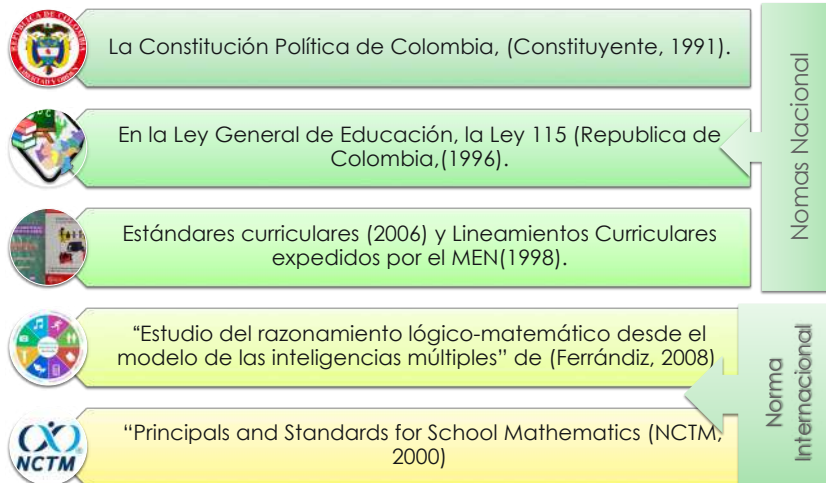 La Constitución Política de Colombia, (Constituyente, 1991).
En la Ley General de Educación, la Ley 115 (Republica de
Colombia,(1996).
Estándares curriculares (2006) y Lineamientos Curriculares
expedidos por el MEN(1998).
Nomas Nacional
“Estudio del razonamiento lógico-matemático desde el
modelo de las inteligencias múltiples” de (Ferrándiz, 2008)
“Principals and Standards for School Mathematics (NCTM,
2000)
NCTM
Norma
Internacional